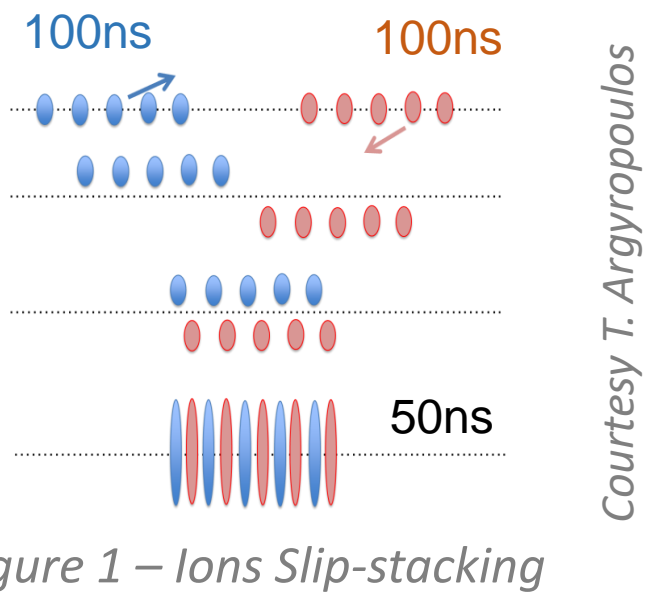 100ns
100ns
50ns
Courtesy T. Argyropoulos
gure 1 – Ions Slip-stacking